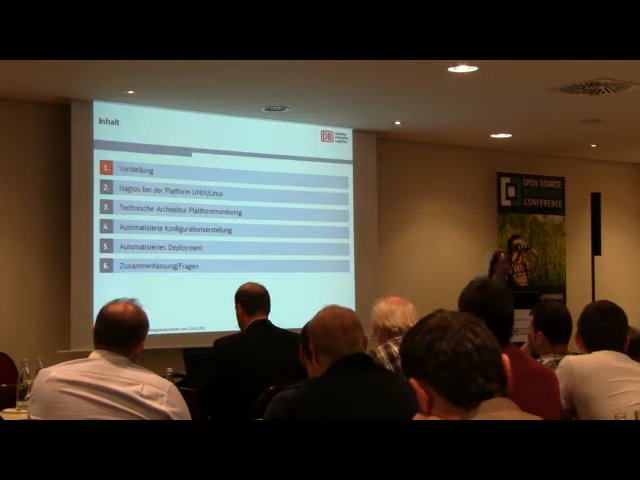 Inhalt
DB
1. Vorstellung
2. Nagios bei der Plattform UNIX/Linux
3. Technische Architektur Plattformmonitoring
4. Automatisierte Konfigurationserstellung
5. Automatisiertes Deployment
6. Zusammenfassung/Fragen
OPEN SOURCE
CONFERENCE